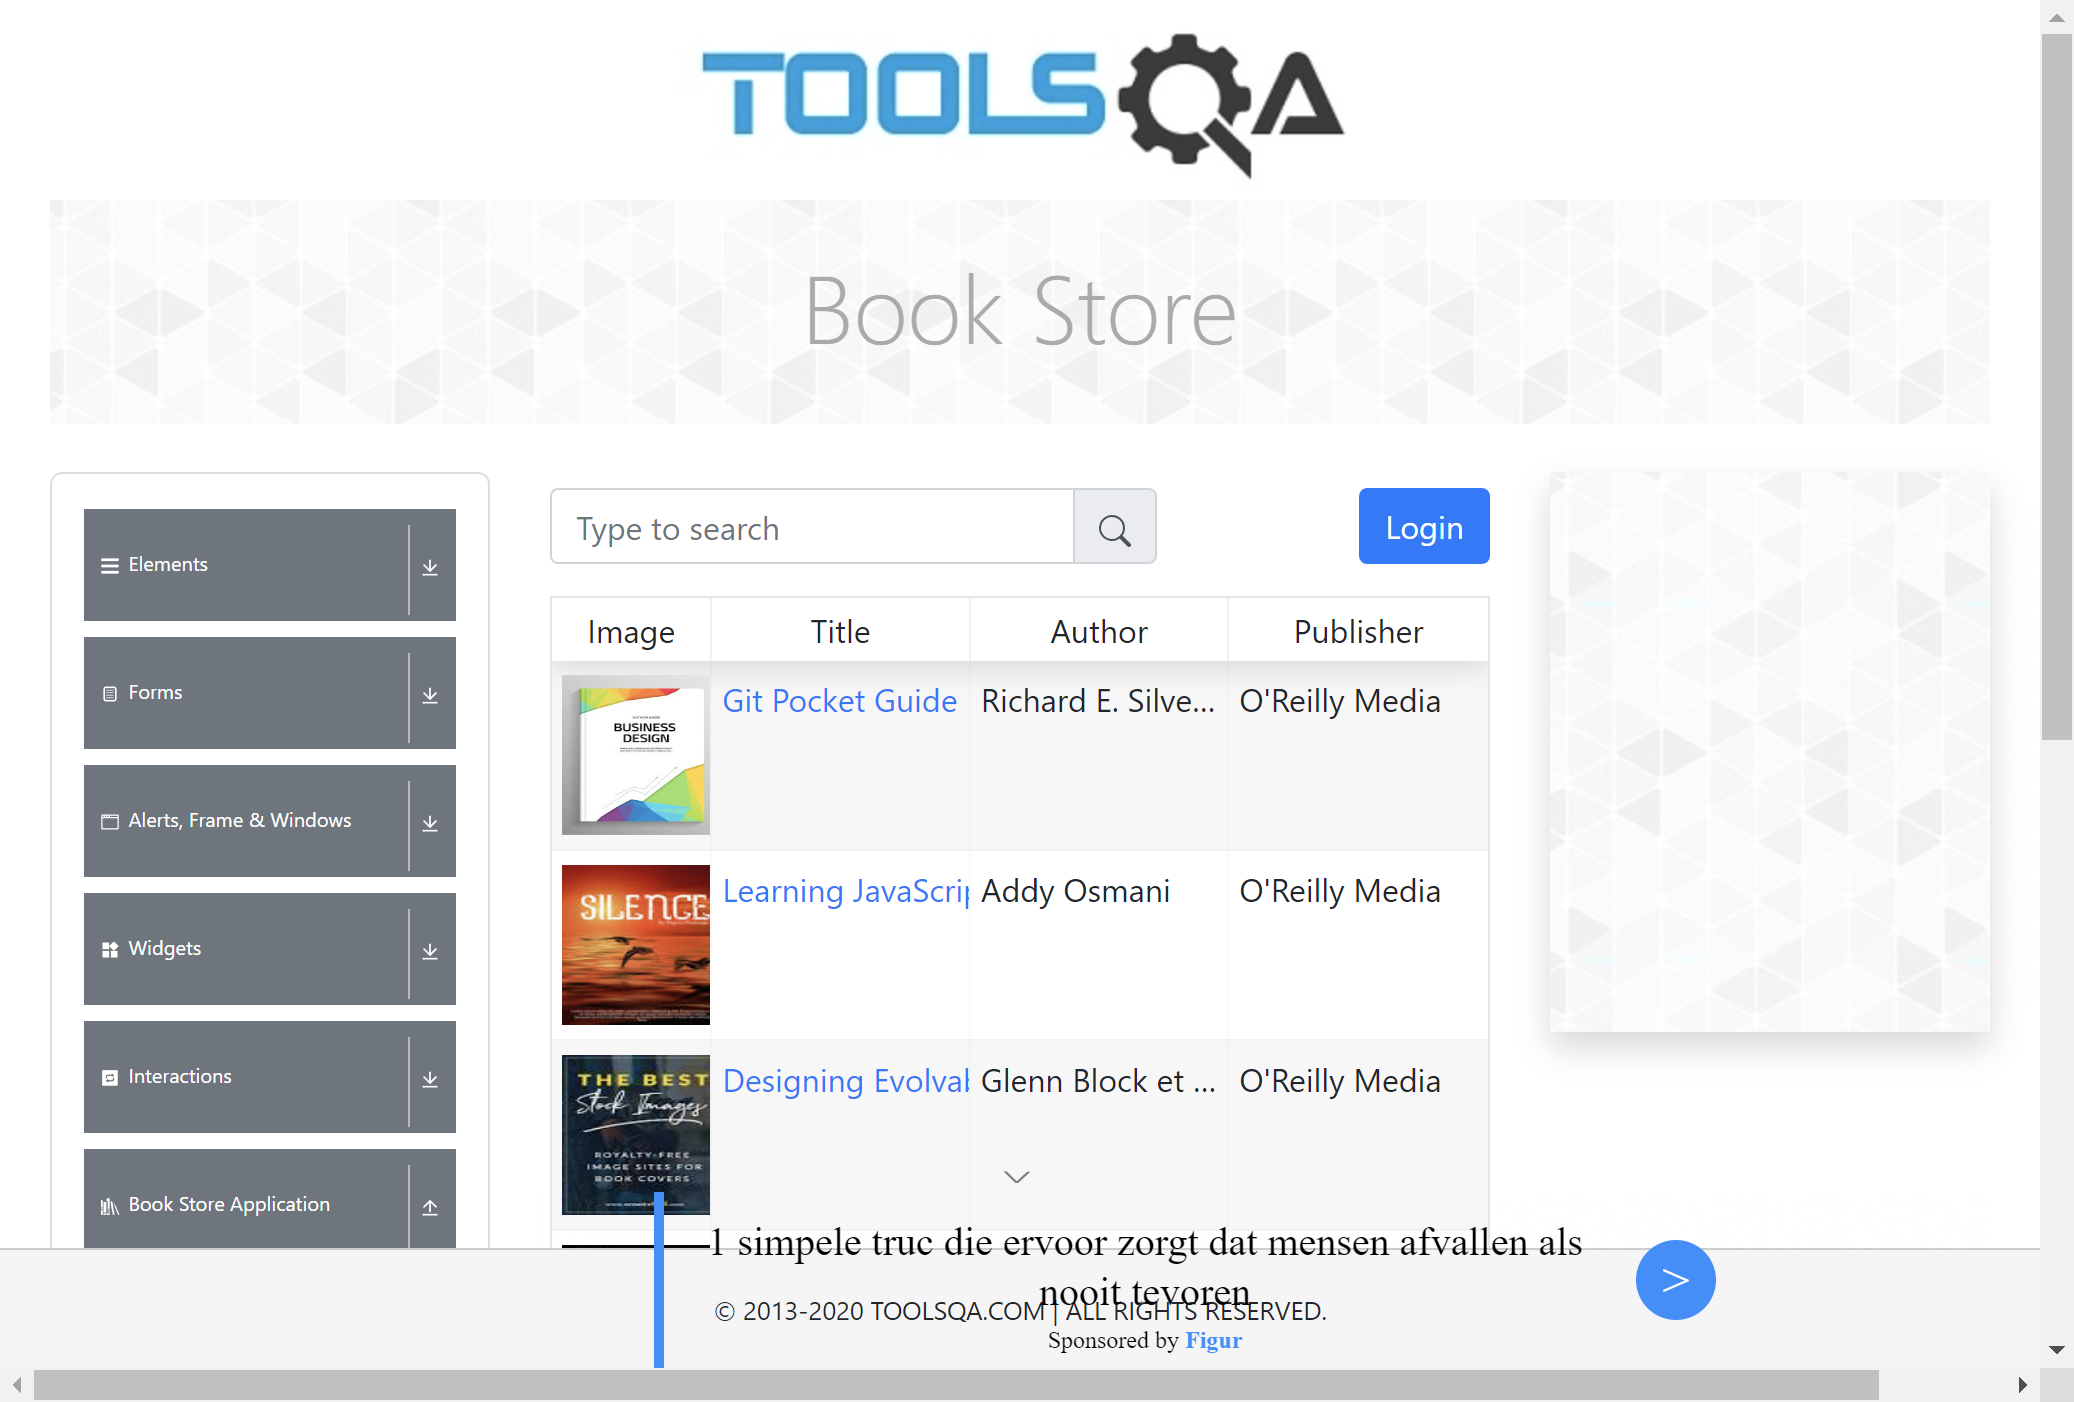 TOOLSQA
Book Store
Elements
Forms
Alerts, Frame & Windows
Widgets
Interactions
Book Store Application
Type to search
Login
Image Title Author Publisher
BUSINESS
DESIGN
Git Pocket Guide Richard E. Silve... O'Reilly Media
SILENCE
Learning JavaScrip Addy Osmani O'Reilly Media
THE BEST
Stock Images
ROYALTY-FREE
IMAGE SITES FOR
BOOK COVERS
Designing Evolvab Glenn Block et ... O'Reilly Media
1 simpele truc die ervoor zorgt dat mensen afvallen als
nooit tevoren
© 2013-2020 TOOLSQA.COM | ALL RIGHTS RESERVED.
Sponsored by Figur
>